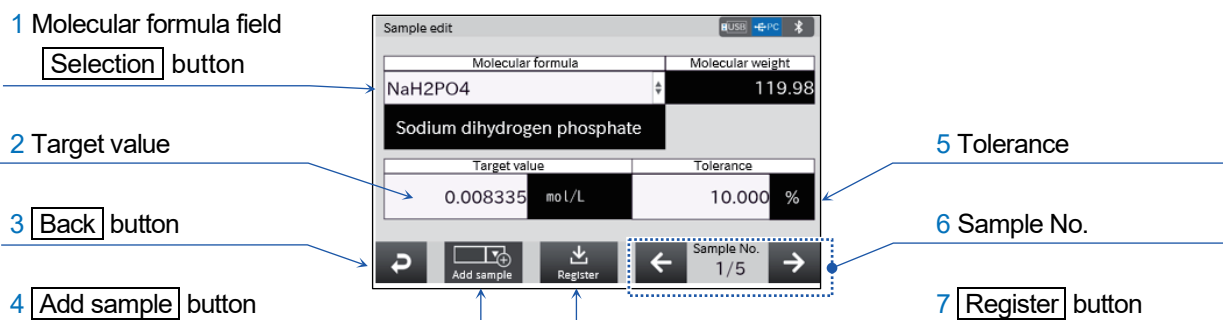 1 Molecular formula field
Selection button
2 Target value
3 Back button
4 Add sample button
Sample edit
USB PC
Molecular formula Molecular weight
NaH2PO4 119.98
Sodium dihydrogen phosphate
Target value Tolerance
0.008335 mol/L 10.000 %
Add sample Register Sample No.
1/5
5 Tolerance
6 Sample No.
7 Register button